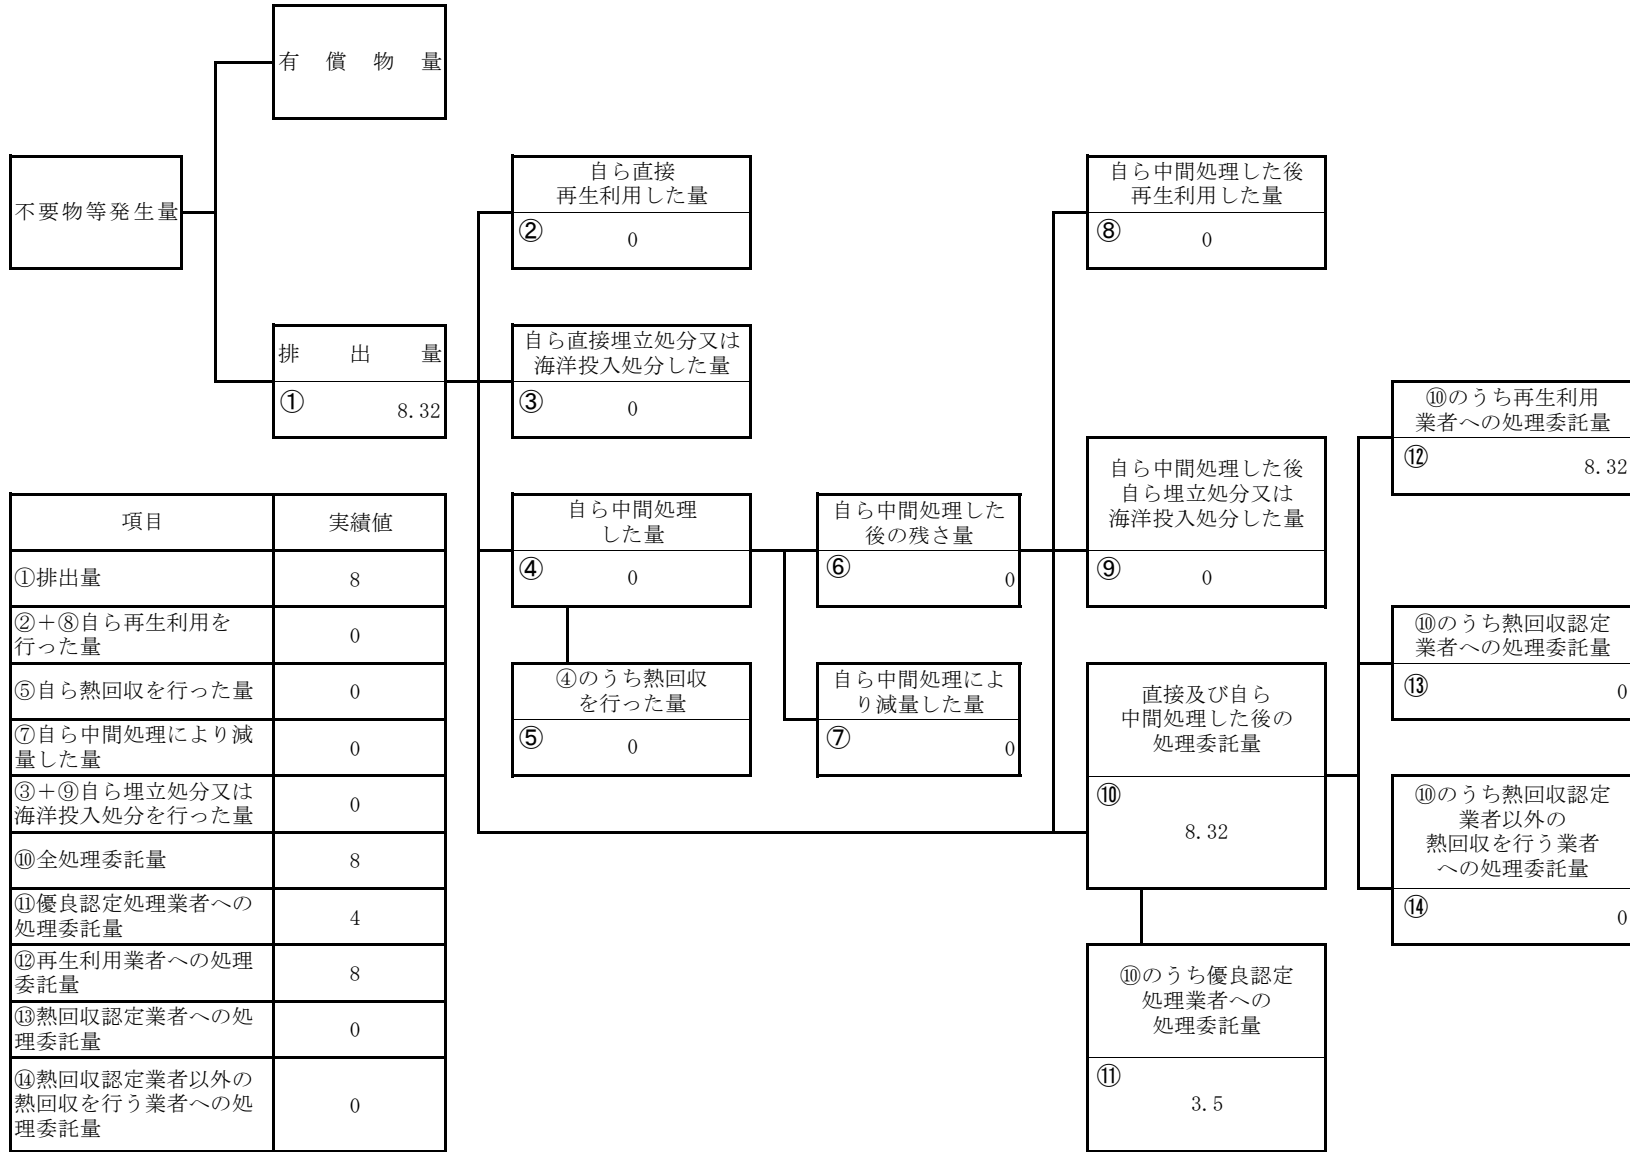 有償物量
不要物等発生量
自ら直接
再生利用した量
② 0
自ら中間処理した後
再生利用した量
⑧ 0
排出量
① 8.32
自ら直接埋立処分又は
海洋投入処分した量
③ 0
⑩のうち再生利用
業者への処理委託量
⑫ 8.32
自ら中間処理した後
自ら埋立処分又は
海洋投入処分した量
⑨ 0
自ら中間処理
した量
④ 0
自ら中間処理した
後の残さ量
⑥ 0
⑩のうち熱回収認定
業者への処理委託量
⑬ 0
④のうち熱回収
を行った量
⑤ 0
自ら中間処理によ
り減量した量
⑦ 0
直接及び自ら
中間処理した後の
処理委託量
⑩
8.32
⑩のうち熱回収認定
業者以外の
熱回収を行う業者
への処理委託量
⑭ 0
⑩のうち優良認定
処理業者への
処理委託量
⑪
3.5
項目 実績値
①排出量 8
②+⑧自ら再生利用を
行った量 0
⑤自ら熱回収を行った量 0
⑦自ら中間処理により減
量した量 0
③+⑨自ら埋立処分又は
海洋投入処分を行った量 0
⑩全処理委託量 8
⑪優良認定処理業者への
処理委託量 4
⑫再生利用業者への処理
委託量 8
⑬熱回収認定業者への処
理委託量 0
⑭熱回収認定業者以外の
熱回収を行う業者への処
理委託量 0